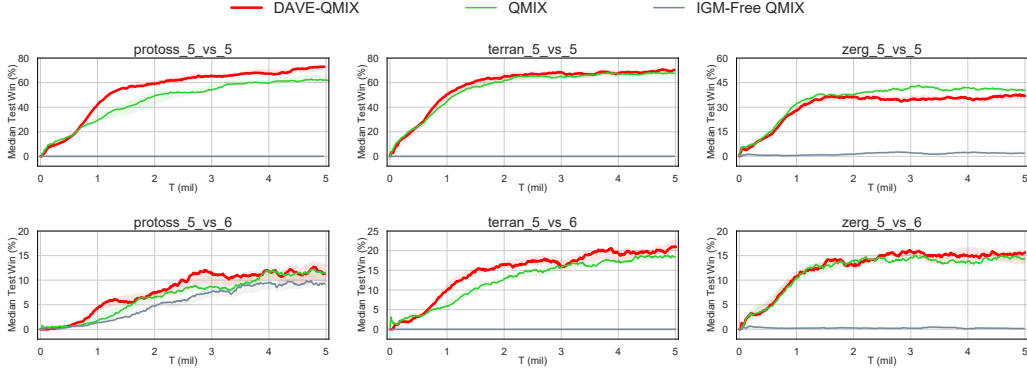 DAVE-QMIX QMIX IGM-Free QMIX
protoss_5_vs_5 terran_5_vs_5 zerg_5_vs_5
Median Test Win (%) Median Test Win (%) Median Test Win (%)
80 80 60
60 60 45
40 40 30
20 20 15
0 0 0
0 1 2 3 4 5 0 1 2 3 4 5 0 1 2 3 4 5
T (mil) T (mil) T (mil)
protoss_5_vs_6 terran_5_vs_6 zerg_5_vs_6
Median Test Win (%) Median Test Win (%) Median Test Win (%)
20 25 20
15 20 15
10 15 10
5 10 5
0 5 0
0
0 1 2 3 4 5 0 1 2 3 4 5 0 1 2 3 4 5
T (mil) T (mil) T (mil)